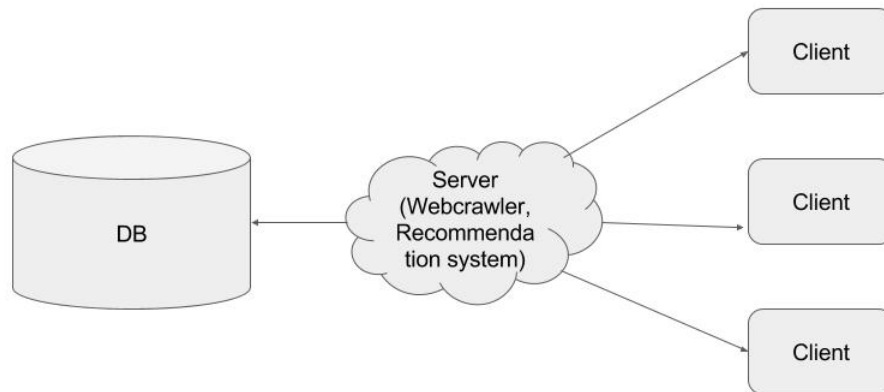 Client
Server
(Webcrawler,
Recommenda
tion system)
DB
Client
Client